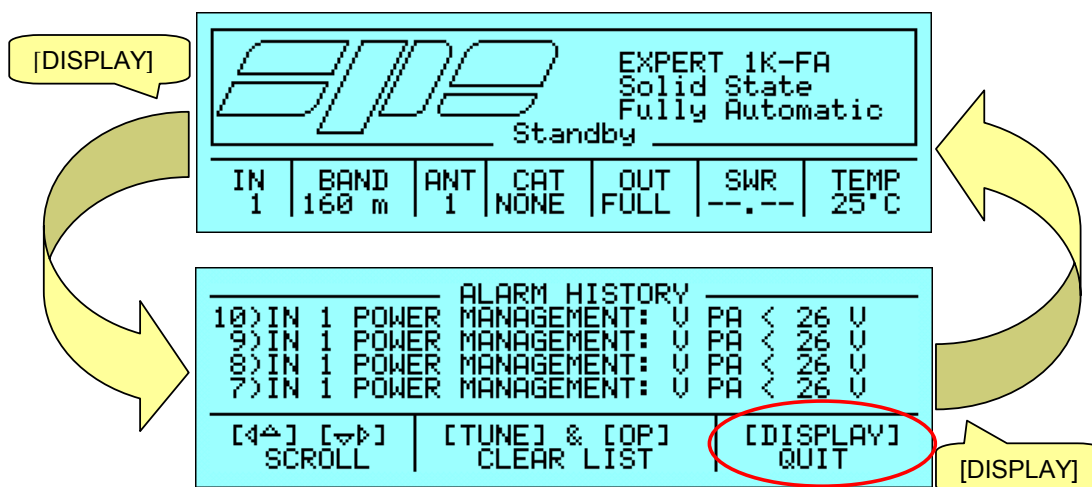 [DISPLAY]
spe
EXPERT 1K-FA
Solid State
Fully Automatic
Standby
IN BAND ANT CAT OUT SWR TEMP
1 160 m 1 NONE FULL --.-- 25°C
ALARM HISTORY
10)IN 1 POWER MANAGEMENT: V PA < 26 V
9)IN 1 POWER MANAGEMENT: V PA < 26 V
8)IN 1 POWER MANAGEMENT: V PA < 26 V
7)IN 1 POWER MANAGEMENT: V PA < 26 V
[◁△] [▽▷] [TUNE] & [OP] [DISPLAY]
SCROLL CLEAR LIST QUIT
[DISPLAY]